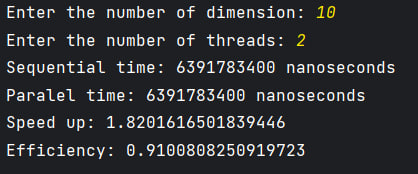 Enter the number of dimension: 10
Enter the number of threads: 2
Sequential time: 6391783400 nanoseconds
Paralel time: 6391783400 nanoseconds
Speed up: 1.8201616501839446
Efficiency: 0.9100808250919723